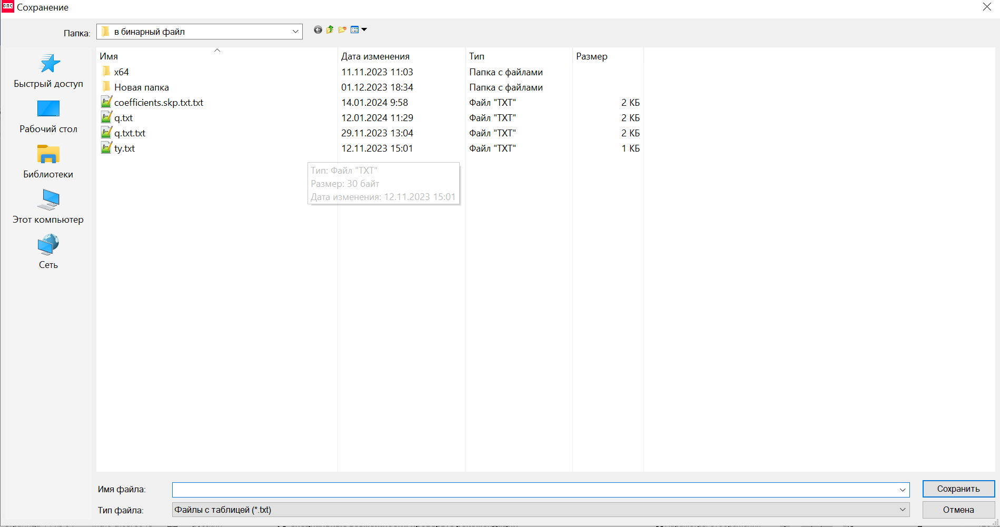 опс Сохранение
Папка: в бинарный файл
Имя Дата изменения Тип Размер
x64 11.11.2023 11:03 Папка с файлами
Новая папка 01.12.2023 18:34 Папка с файлами
coefficients.skp.txt.txt 14.01.2024 9:58 Файл "TXT" 2 КБ
q.txt 12.01.2024 11:29 Файл "TXT" 2 КБ
q.txt.txt 29.11.2023 13:04 Файл "TXT" 2 КБ
ty.txt 12.11.2023 15:01 Файл "TXT" 1 КБ
Тип: Файл "TXT"
Размер: 30 байт
Дата изменения: 12.11.2023 15:01
Быстрый доступ
Рабочий стол
Библиотеки
Этот компьютер
Сеть
Имя файла:
Сохранить
Тип файла: Файлы с таблицей (*.txt)
Отмена